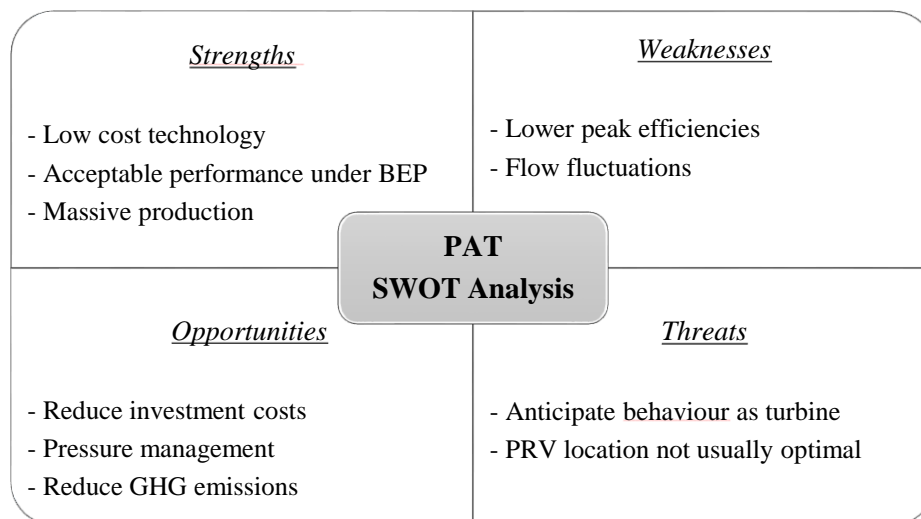 Strengths
- Low cost technology
- Acceptable performance under BEP
- Massive production
Weaknesses
- Lower peak efficiencies
- Flow fluctuations
PAT
SWOT Analysis
Opportunities
- Reduce investment costs
- Pressure management
- Reduce GHG emissions
Threats
- Anticipate behaviour as turbine
- PRV location not usually optimal